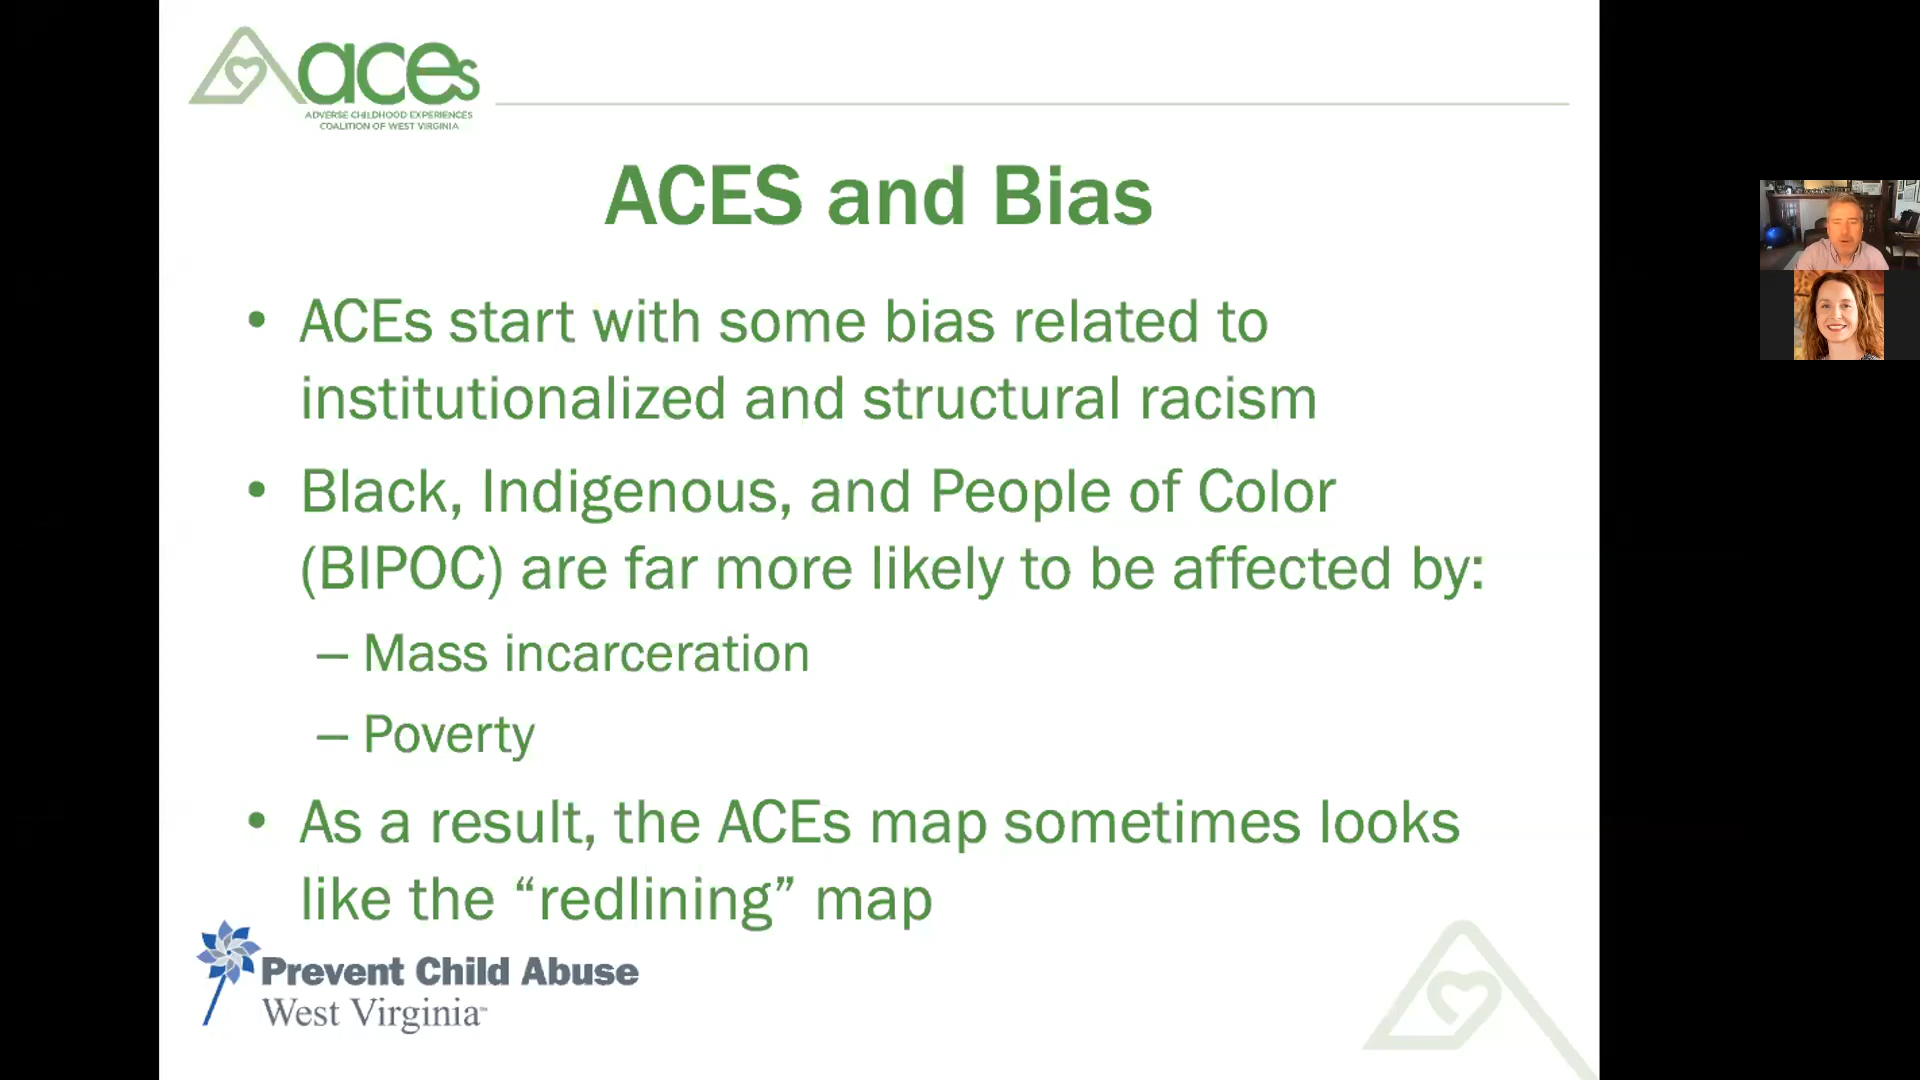 aces
ADVERSE CHILDHOOD EXPERIENCES
COALITION OF WEST VIRGINIA
ACES and Bias
• ACEs start with some bias related to
institutionalized and structural racism
• Black, Indigenous, and People of Color
(BIPOC) are far more likely to be affected by:
– Mass incarceration
– Poverty
• As a result, the ACEs map sometimes looks
like the “redlining” map
Prevent Child Abuse
West Virginia™